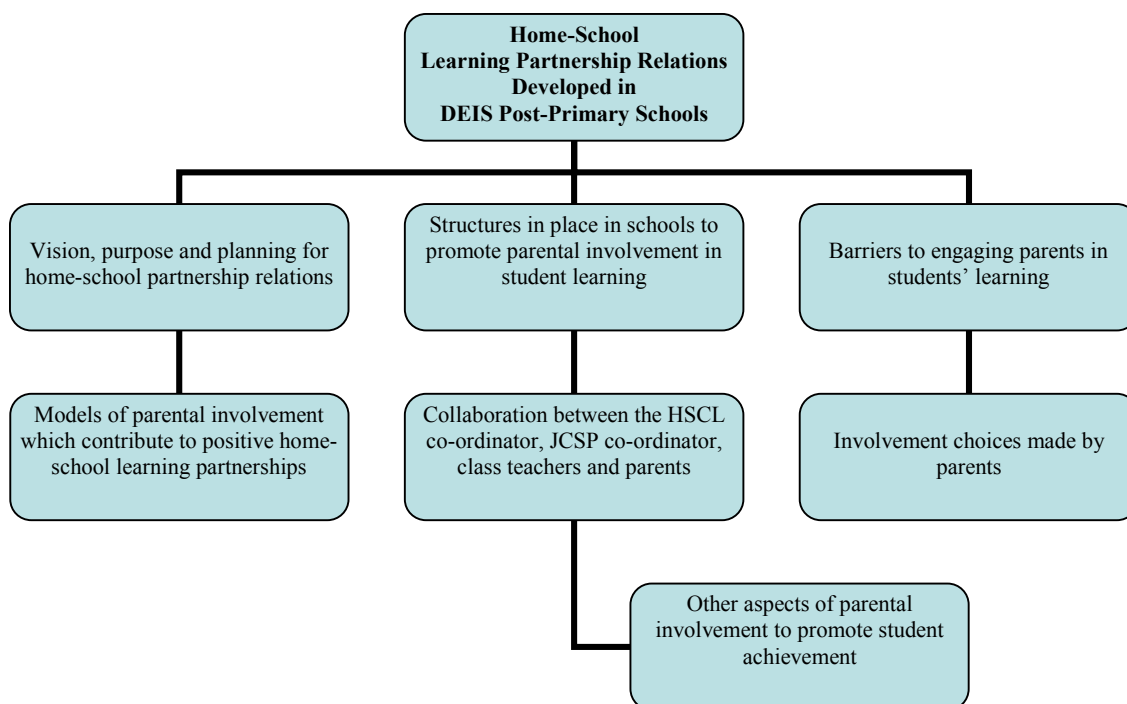 Home-School
Learning Partnership Relations
Developed in
DEIS Post-Primary Schools
Vision, purpose and planning for
home-school partnership relations
Structures in place in schools to
promote parental involvement in
student learning
Barriers to engaging parents in
students’ learning
Models of parental involvement
which contribute to positive home-
school learning partnerships
Collaboration between the HSCL
co-ordinator, JCSP co-ordinator,
class teachers and parents
Involvement choices made by
parents
Other aspects of parental
involvement to promote student
achievement